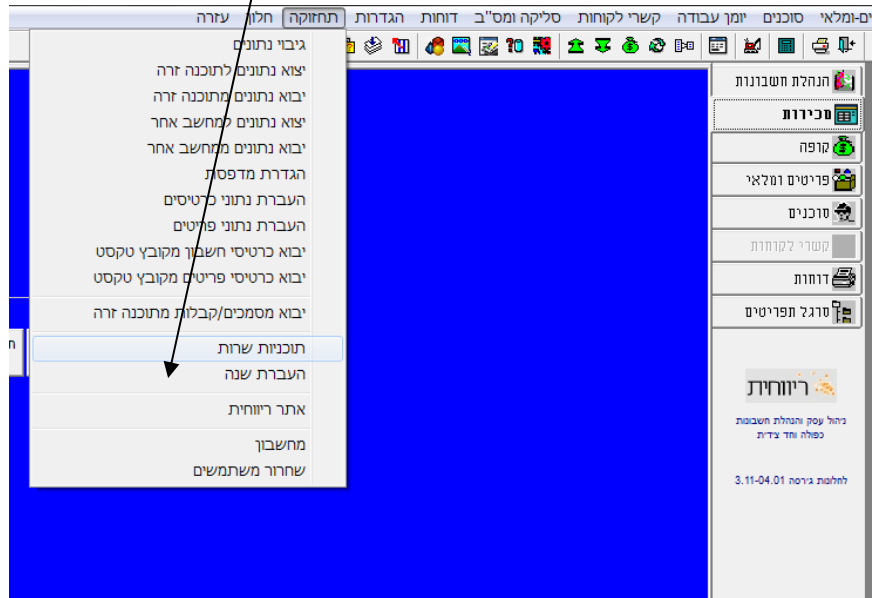 ים-ומלאי סוכנים יומן עבודה קשרי לקוחות סליקה ומס"ב דוחות הגדרות תחזוקה חלון עזרה
גיבוי נתונים
יצוא נתונים לתוכנה זרה
יבוא נתונים מתוכנה זרה
יצוא נתונים למחשב אחר
יבוא נתונים ממחשב אחר
הגדרת מדפסת
העברת נתוני כרטיסים
העברת נתוני פריטים
יבוא כרטיסי חשבון מקובץ טקסט
יבוא כרטיסי פריטים מקובץ טקסט
יבוא מסמכים/קבלות מתוכנה זרה
תוכניות שרות
העברת שנה
אתר ריווחית
מחשבון
שחרור משתמשים
הנהלת חשבונות
מכירות
קופה
פריטים ומלאי
סוכנים
קשרי לקוחות
דוחות
סרגל תפריטים
ריווחית
ניהול עסק והנהלת חשבונות
כפולה וחד צידית
לחלונות גירסה 3.11-04.01